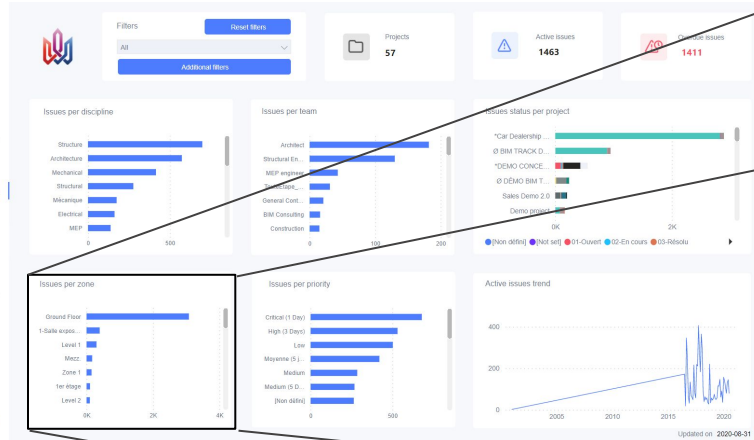 Filters
Reset filters
All
Additional filters
Projects
57
Active issues
1463
Overdue issues
1411
Issues per discipline
Structure
Architecture
Mechanical
Structural
Mécanique
Electrical
MEP
0 500
Issues per team
Architect
Structural En...
MEP engineer
General Cont...
BIM Consulting
Construction
0 100 200
Issues status per project
*Car Dealership ...
Ø BIM TRACK D...
*DEMO CONCE...
Ø DÉMO BIM T...
Sales Demo 2.0
Demo project
0K 2K
[Non défini] [Not set] 01-Ouvert 02-En cours 03-Résolu
Issues per zone
Ground Floor
1-Salle expos...
Level 1
Mezz.
Zone 1
1er étage
Level 2
0K 2K 4K
Issues per priority
Critical (1 Day)
High (3 Days)
Low
Moyenne (5 j...
Medium
Medium (5 D...
[Non défini]
0 500
Active issues trend
400
200
0
2005 2010 2015 2020
Updated on 2020-08-31